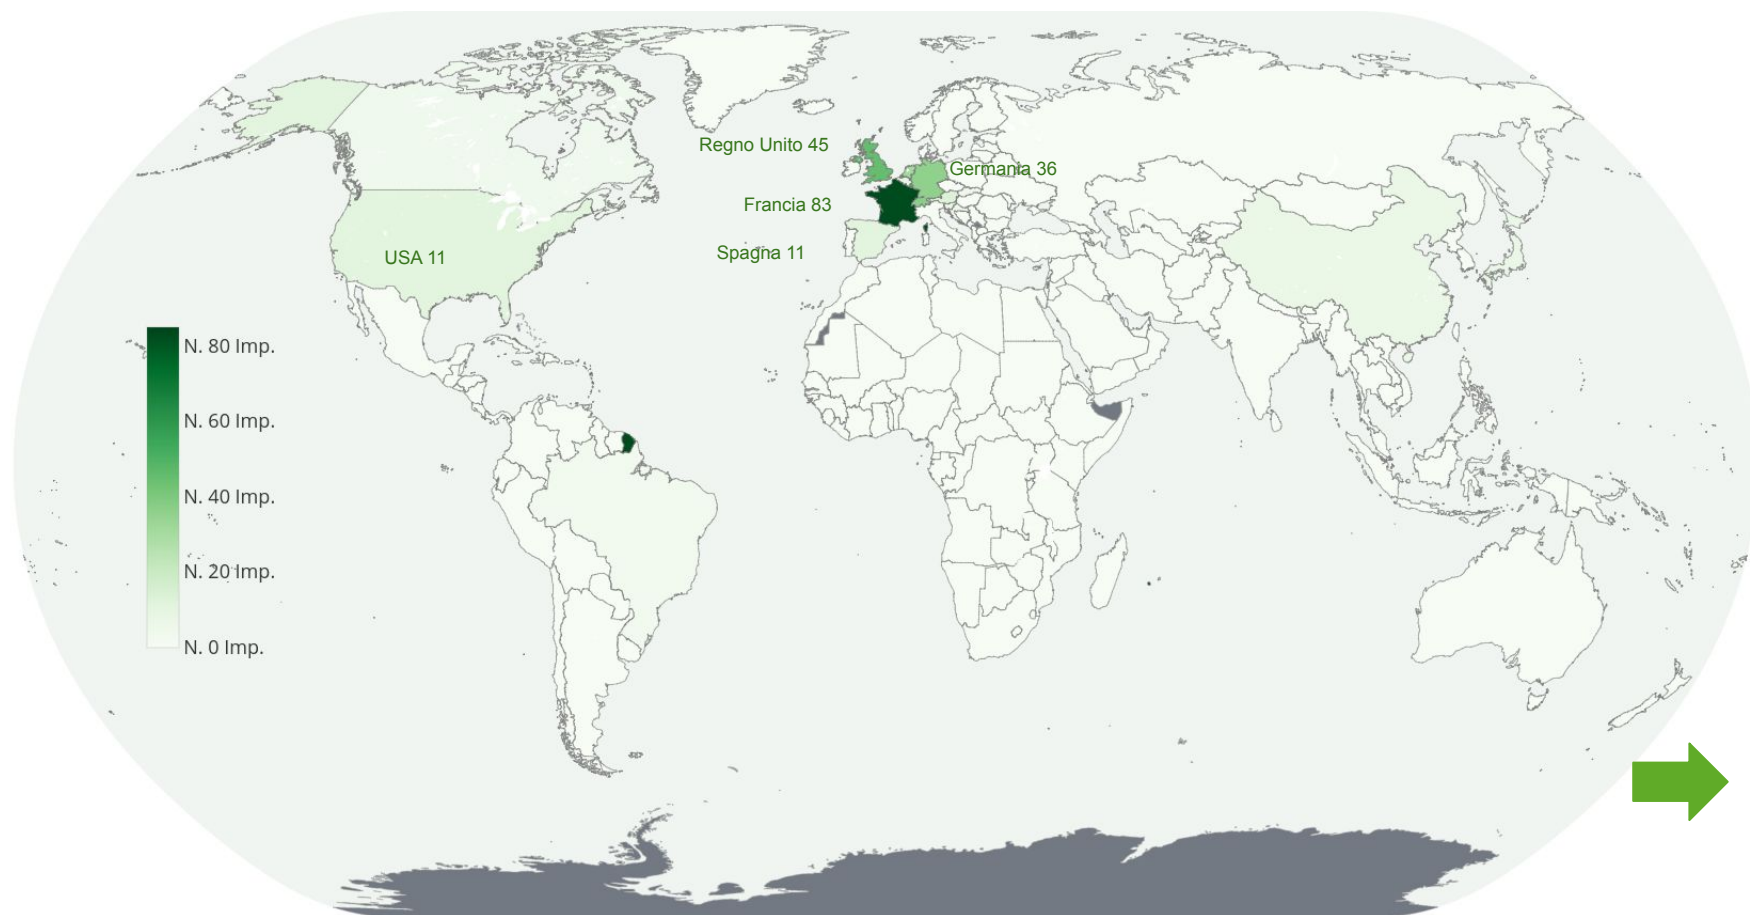 Regno Unito 45
Germania 36
Francia 83
Spagna 11
USA 11
N. 80 Imp.
N. 60 Imp.
N. 40 Imp.
N. 20 Imp.
N. 0 Imp.